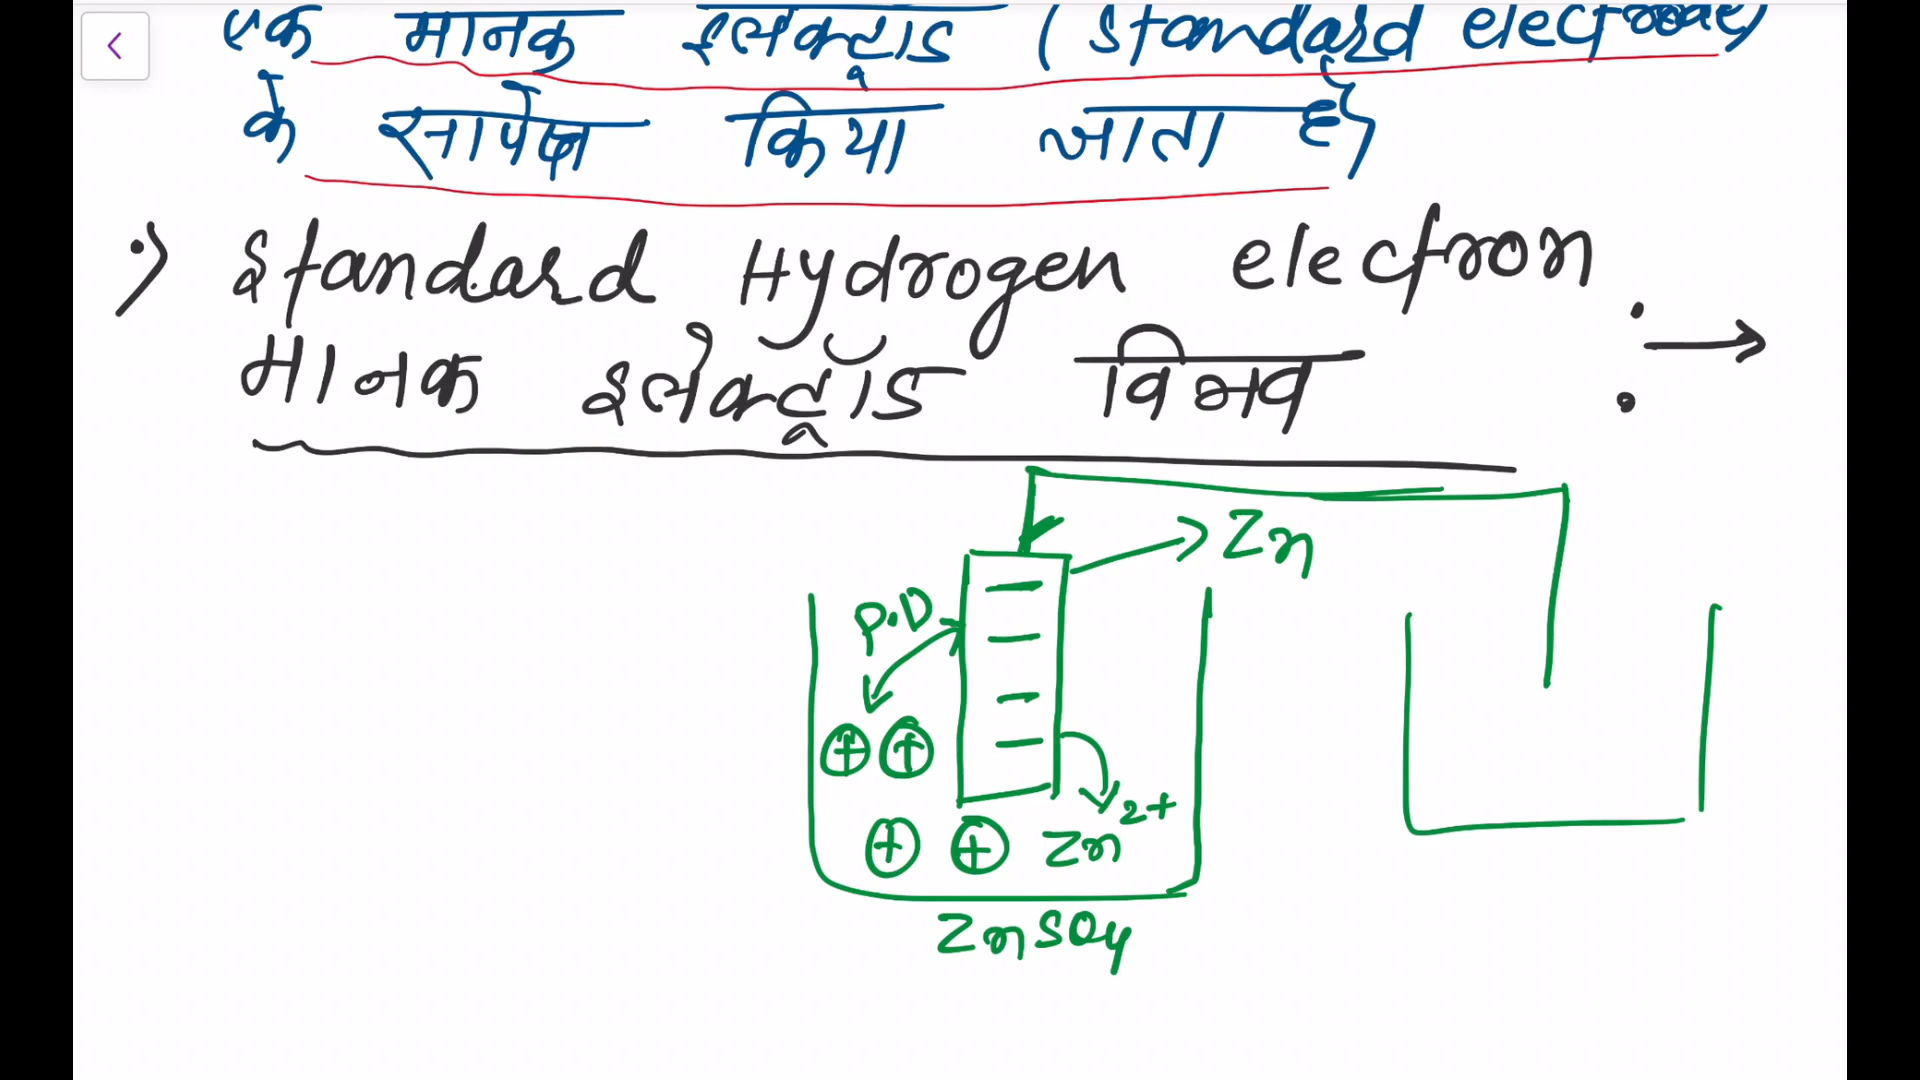 एक मानक इलेक्ट्रोड (standard electrode)
के सापेक्ष किया जाता है
Standard Hydrogen electron
मानक इलेक्ट्रोड विभव :→
Zn
P.D
+ +
+ + Zn2+
ZnSO4